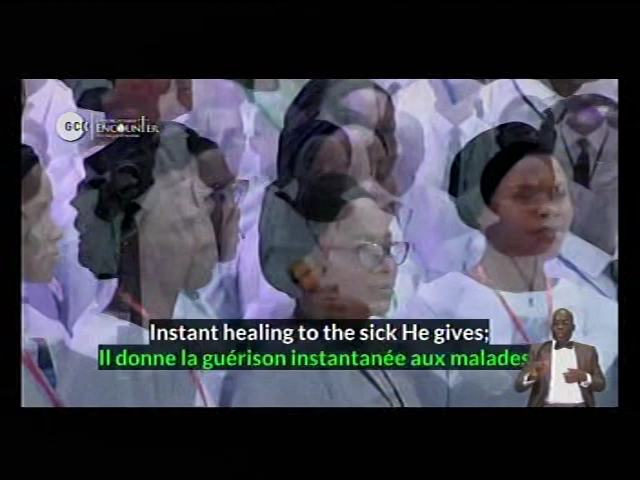 GCK
ENCOUNTER
Instant healing to the sick He gives;
Il donne la guérison instantanée aux malades